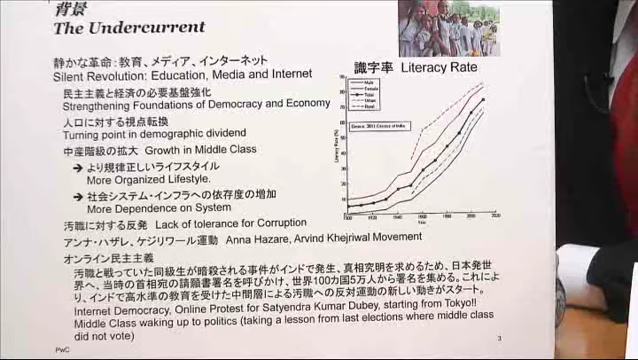 背景
The Undercurrent
静かな革命：教育、メディア、インターネット
Silent Revolution: Education, Media and Internet
民主主義と経済の必要基盤強化
Strengthening Foundations of Democracy and Economy
人口に対する視点転換
Turning point in demographic dividend
中産階級の拡大 Growth in Middle Class
➔ より規律正しいライフスタイル
More Organized Lifestyle.
➔ 社会システム・インフラへの依存度の増加
More Dependence on System
汚職に対する反発 Lack of tolerance for Corruption
アンナ・ハザレ、ケジリワール運動 Anna Hazare, Arvind Khejriwal Movement
オンライン民主主義
汚職と戦っていた同級生が暗殺される事件がインドで発生、真相究明を求めるため、日本発世
界へ、当時の首相宛の請願書署名を呼びかけ、世界100カ国5万人から署名を集める。これによ
り、インドで高水準の教育を受けた中間層による汚職への反対運動の新しい動きがスタート。
Internet Democracy, Online Protest for Satyendra Kumar Dubey, starting from Tokyo!!
Middle Class waking up to politics (taking a lesson from last elections where middle class
did not vote)
PwC
3
識字率 Literacy Rate
Male
Female
Total
Urban
Rural
Source: 2011 Census of India
Literacy Rate (%)
Year